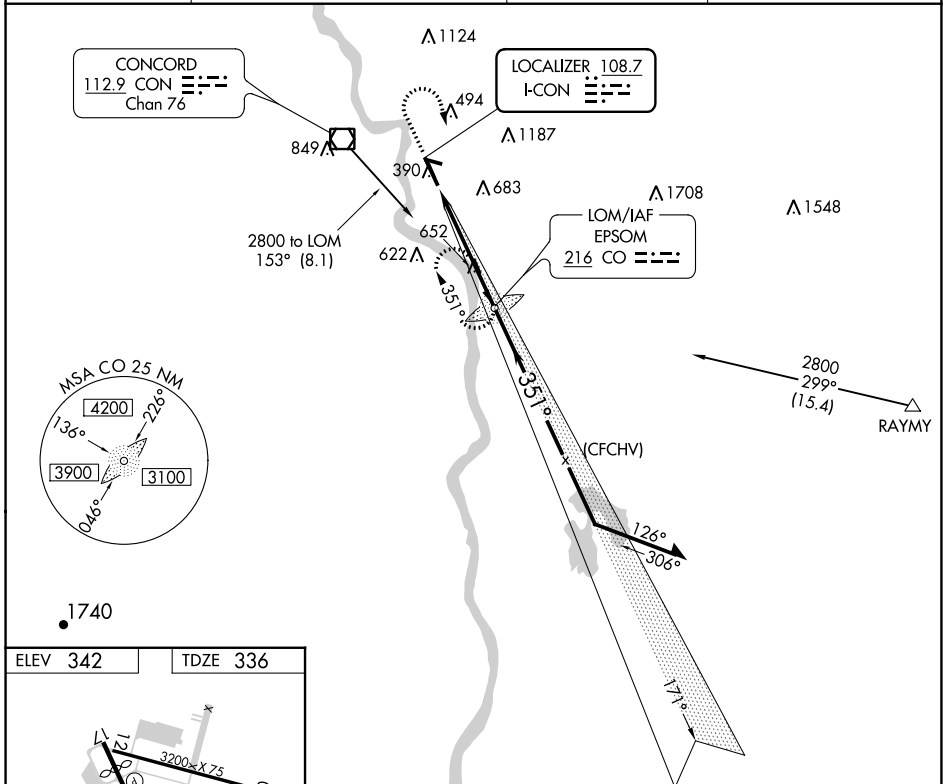 1124
CONCORD
112.9 CON
Chan 76
LOCALIZER 108.7
I-CON
494
1187
849
390
683
1708
1548
LOM/IAF
EPSOM
216 CO
2800 to LOM
153° (8.1)
652
622
351°
MSA CO 25 NM
4200
226°
136°
3900
3100
046°
351°
2800
299°
(15.4)
RAYMY
(CFCHV)
126°
306°
1740
171°
ELEV 342
TDZE 336
17
12
3200 X 75
A